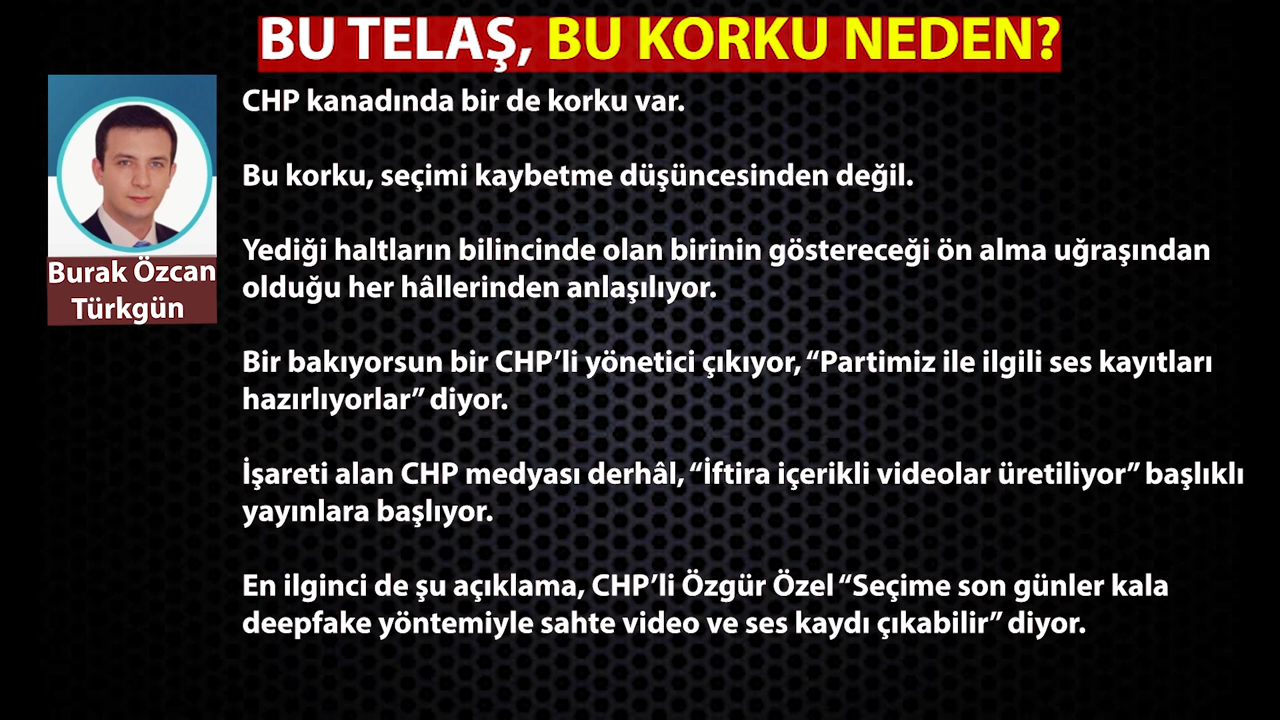 BU TELAŞ, BU KORKU NEDEN?
Burak Özcan
Türkgün
CHP kanadında bir de korku var.
Bu korku, seçimi kaybetme düşüncesinden değil.
Yediği haltların bilincinde olan birinin göstereceği ön alma uğraşından
olduğu her hâllerinden anlaşılıyor.
Bir bakıyorsun bir CHP’li yönetici çıkıyor, “Partimiz ile ilgili ses kayıtları
hazırlıyorlar” diyor.
İşareti alan CHP medyası derhâl, “İftira içerikli videolar üretiliyor” başlıklı
yayınlara başlıyor.
En ilginci de şu açıklama, CHP’li Özgür Özel “Seçime son günler kala
deepfake yöntemiyle sahte video ve ses kaydı çıkabilir” diyor.